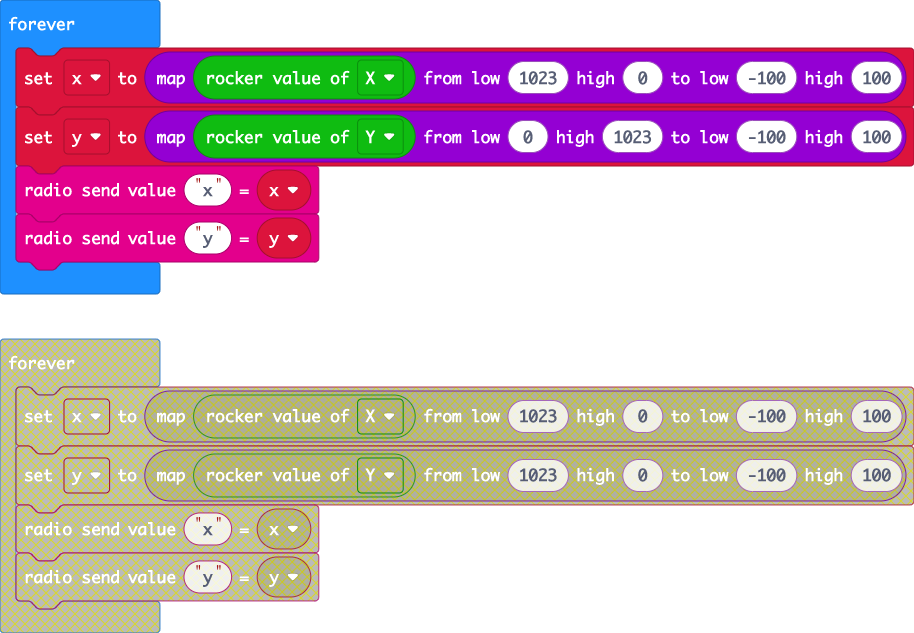 forever
set x to map rocker value of X from low 1023 high 0 to low -100 high 100
set y to map rocker value of Y from low 0 high 1023 to low -100 high 100
radio send value "x" = x
radio send value "y" = y
forever
set x to map rocker value of X from low 1023 high 0 to low -100 high 100
set y to map rocker value of Y from low 1023 high 0 to low -100 high 100
radio send value "x" = x
radio send value "y" = y